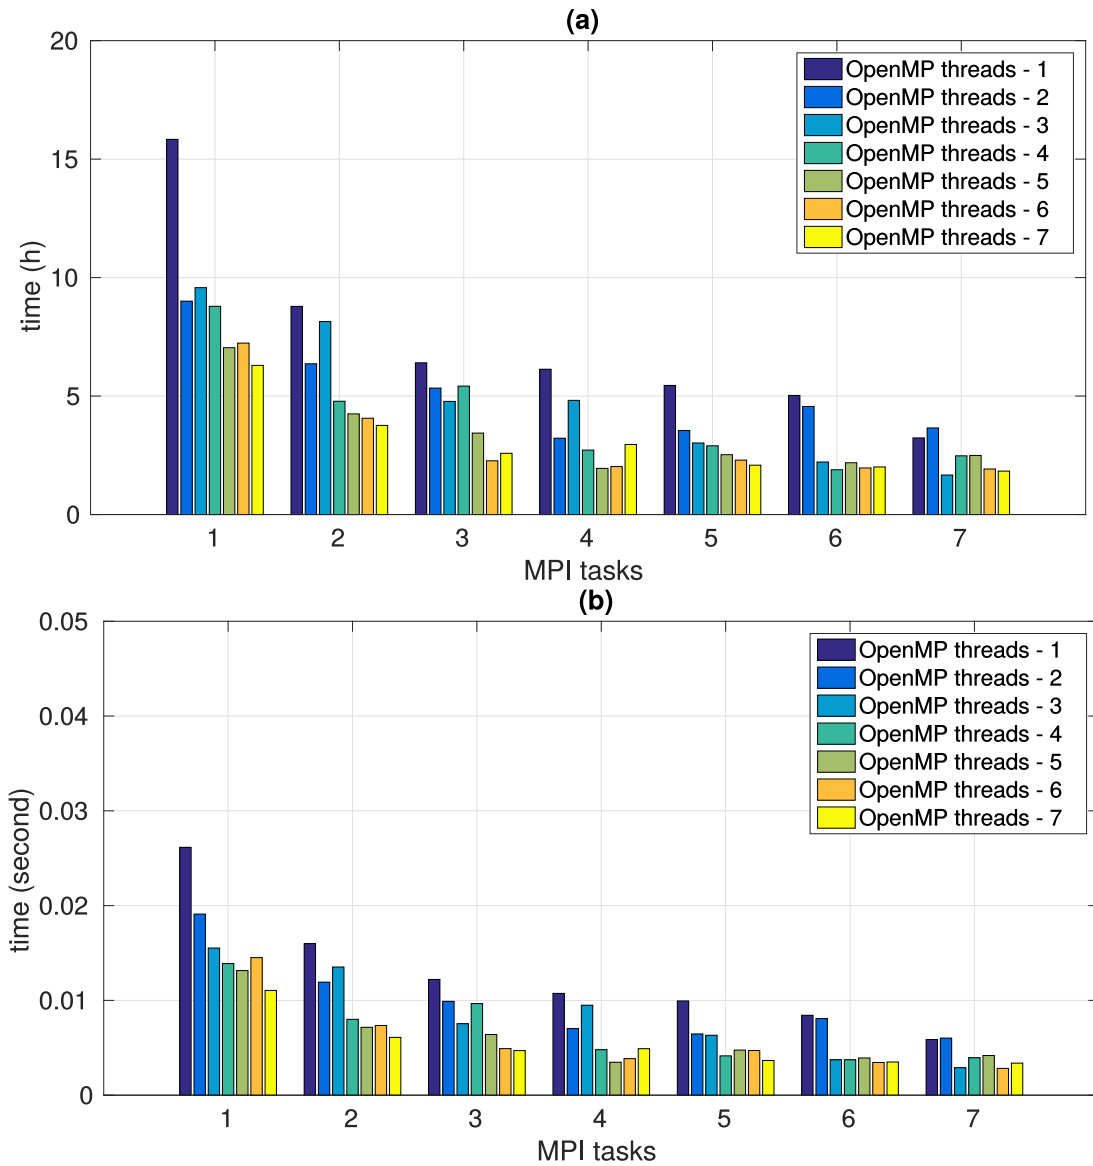 (a)
20
15
10
5
0
time (h)
OpenMP threads - 1
OpenMP threads - 2
OpenMP threads - 3
OpenMP threads - 4
OpenMP threads - 5
OpenMP threads - 6
OpenMP threads - 7
1 2 3 4 5 6 7
MPI tasks
(b)
0.05
0.04
0.03
0.02
0.01
0
time (second)
OpenMP threads - 1
OpenMP threads - 2
OpenMP threads - 3
OpenMP threads - 4
OpenMP threads - 5
OpenMP threads - 6
OpenMP threads - 7
1 2 3 4 5 6 7
MPI tasks